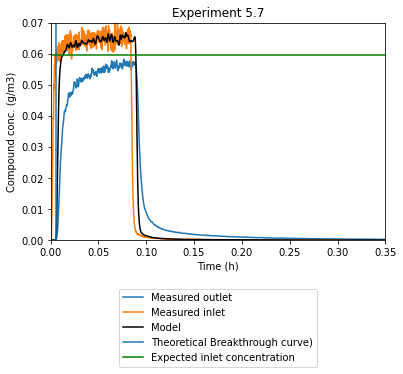 Experiment 5.7
Compound conc. (g/m3)
0.07
0.06
0.05
0.04
0.03
0.02
0.01
0.00
0.00 0.05 0.10 0.15 0.20 0.25 0.30 0.35
Time (h)
Measured outlet
Measured inlet
Model
Theoretical Breakthrough curve)
Expected inlet concentration